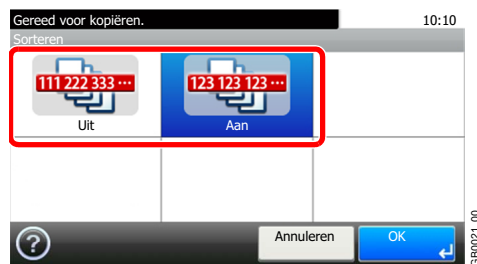 Gereed voor kopiëren. 10:10
Sorteren
111 222 333 ··· 123 123 123 ···
Uit Aan
? Annuleren OK
GB0021_00